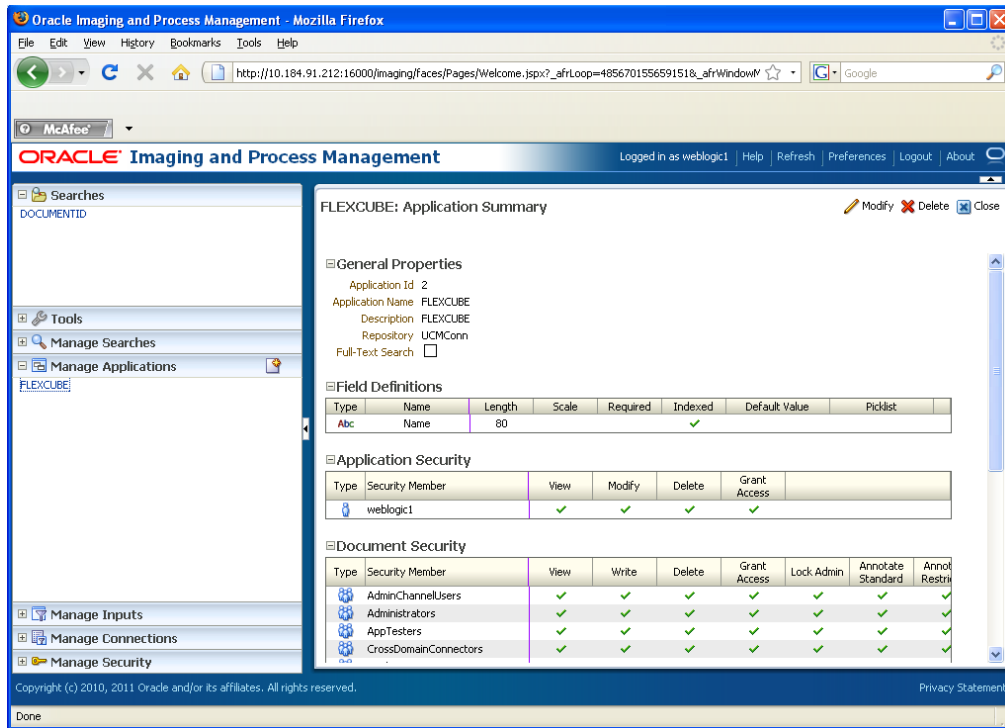 Oracle Imaging and Process Management - Mozilla Firefox
File Edit View History Bookmarks Tools Help
http://10.184.91.212:16000/imaging/faces/Pages/Welcome.jspx?_afrLoop=485670155659151&_afrWindowM
G Google
McAfee
ORACLE Imaging and Process Management
Logged in as weblogic1 | Help | Refresh | Preferences | Logout | About
Searches
DOCUMENTID
Tools
Manage Searches
Manage Applications
FLEXCUBE
Manage Inputs
Manage Connections
Manage Security
FLEXCUBE: Application Summary
Modify Delete Close
General Properties
Application Id 2
Application Name FLEXCUBE
Description FLEXCUBE
Repository UCMConn
Full-Text Search
Field Definitions
Type Name Length Scale Required Indexed Default Value Picklist
Abc Name 80
Application Security
Type Security Member View Modify Delete Grant Access
weblogic1
Document Security
Type Security Member View Write Delete Grant Access Lock Admin Annotate Standard Annot Restri
AdminChannelUsers
Administrators
AppTesters
CrossDomainConnectors
Copyright (c) 2010, 2011 Oracle and/or its affiliates. All rights reserved.
Privacy Statement
Done